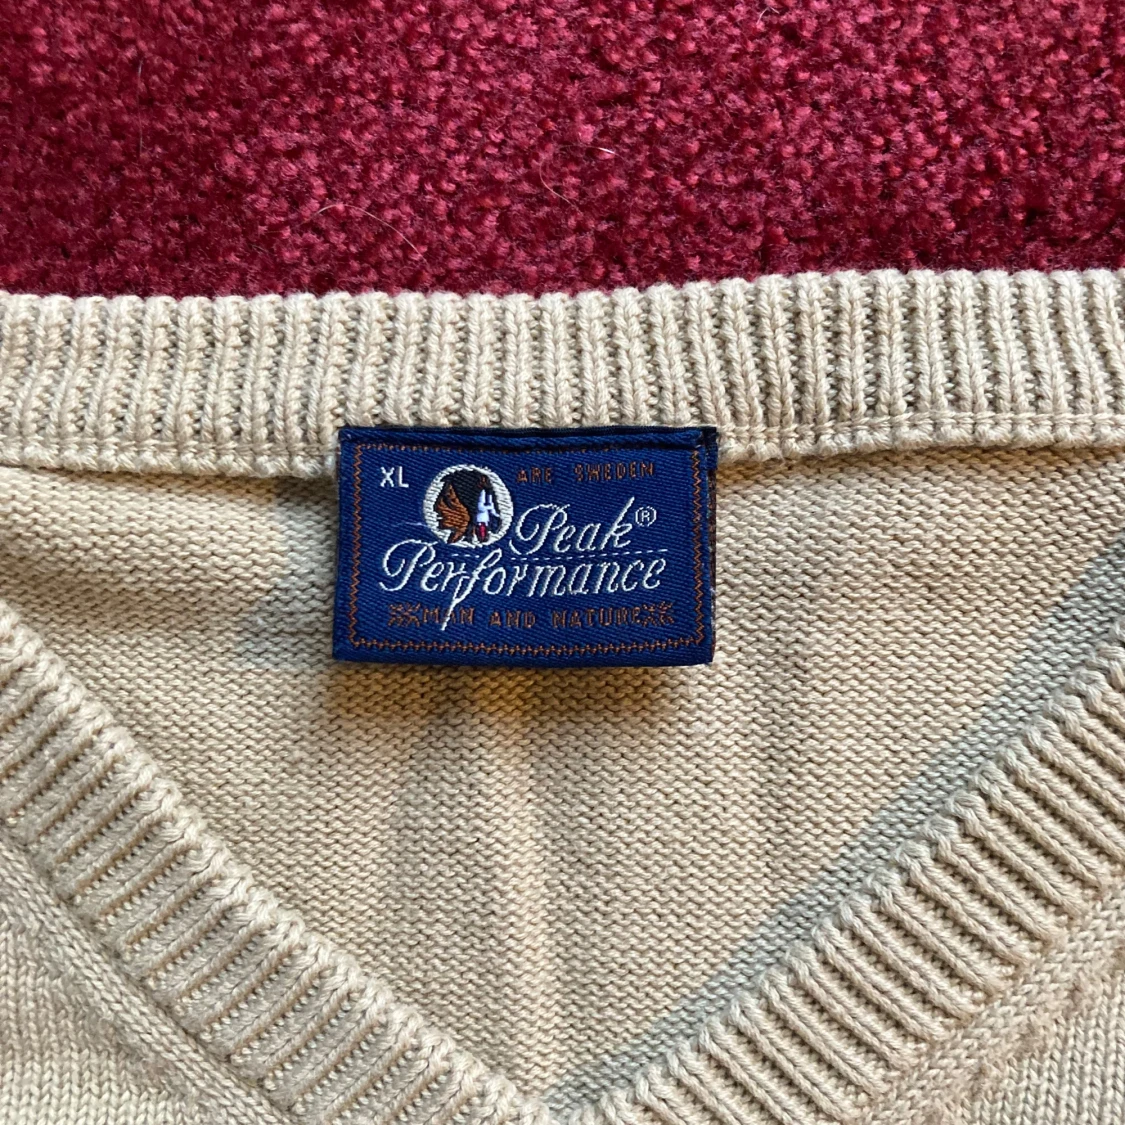 XL
ARE SWEDEN
Peak®
Performance
MAN AND NATURE